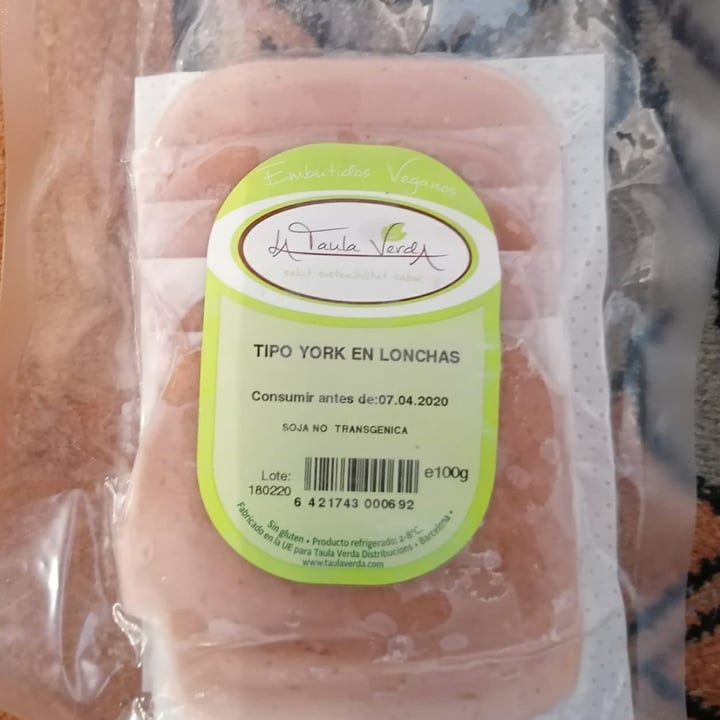 Embutidos Veganos
LA Taula VerdA
salut·sostenibilitat·sabor
TIPO YORK EN LONCHAS
Consumir antes de:07.04.2020
SOJA NO TRANSGENICA
Lote:
180220
e100g
6 421743 000692
Sin gluten • Producto refrigerado: 2-8ºC.
Fabricado en la UE para Taula Verda Distribucions • Barcelona •
www.taulaverda.com